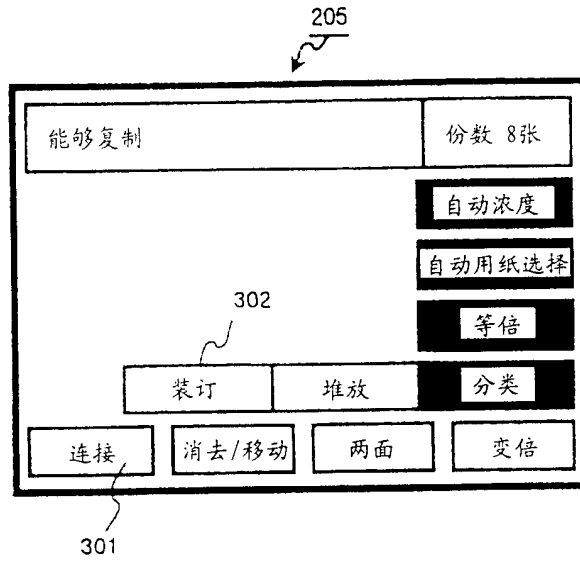 205
能够复制
份数 8张
自动浓度
自动用纸选择
302
等倍
装订
堆放
分类
连接
消去/移动
两面
变倍
301